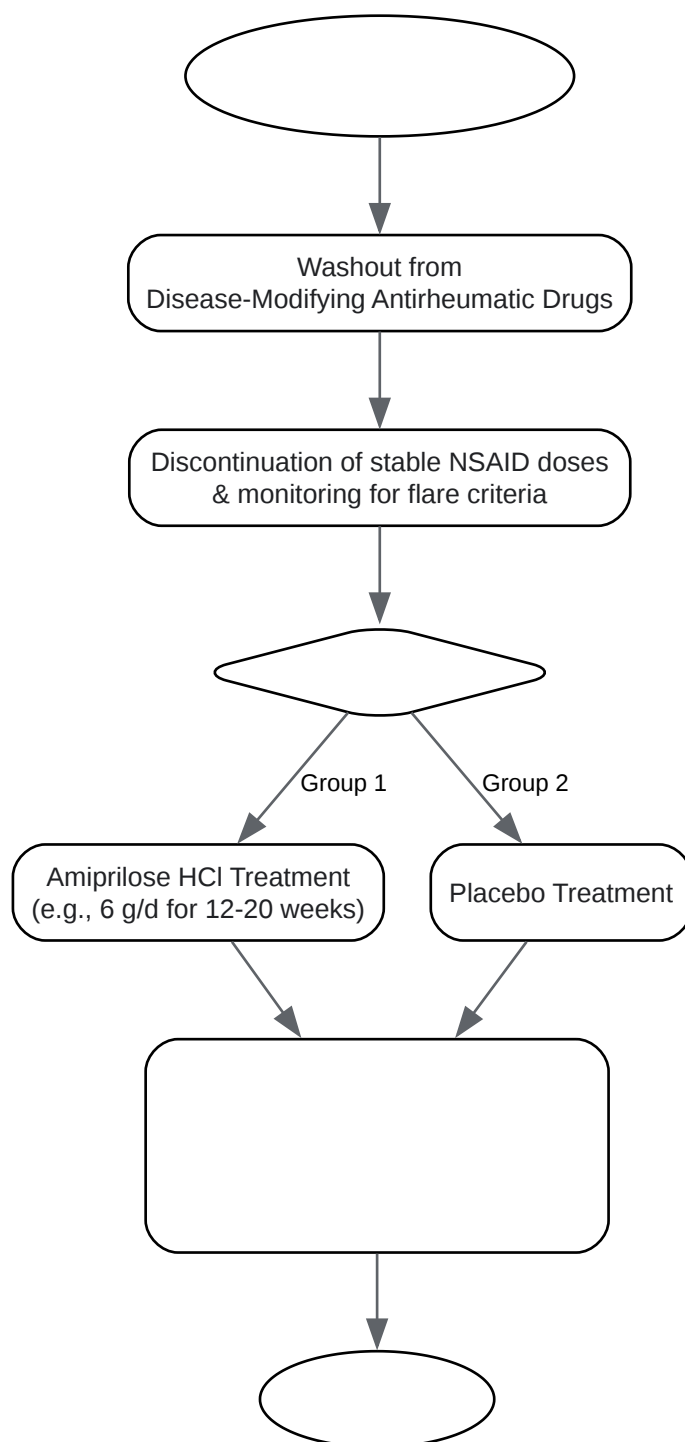 Washout from
Disease-Modifying Antirheumatic Drugs
Discontinuation of stable NSAID doses
& monitoring for flare criteria
Group 1
Group 2
Amiprilose HCl Treatment
(e.g., 6 g/d for 12-20 weeks)
Placebo Treatment